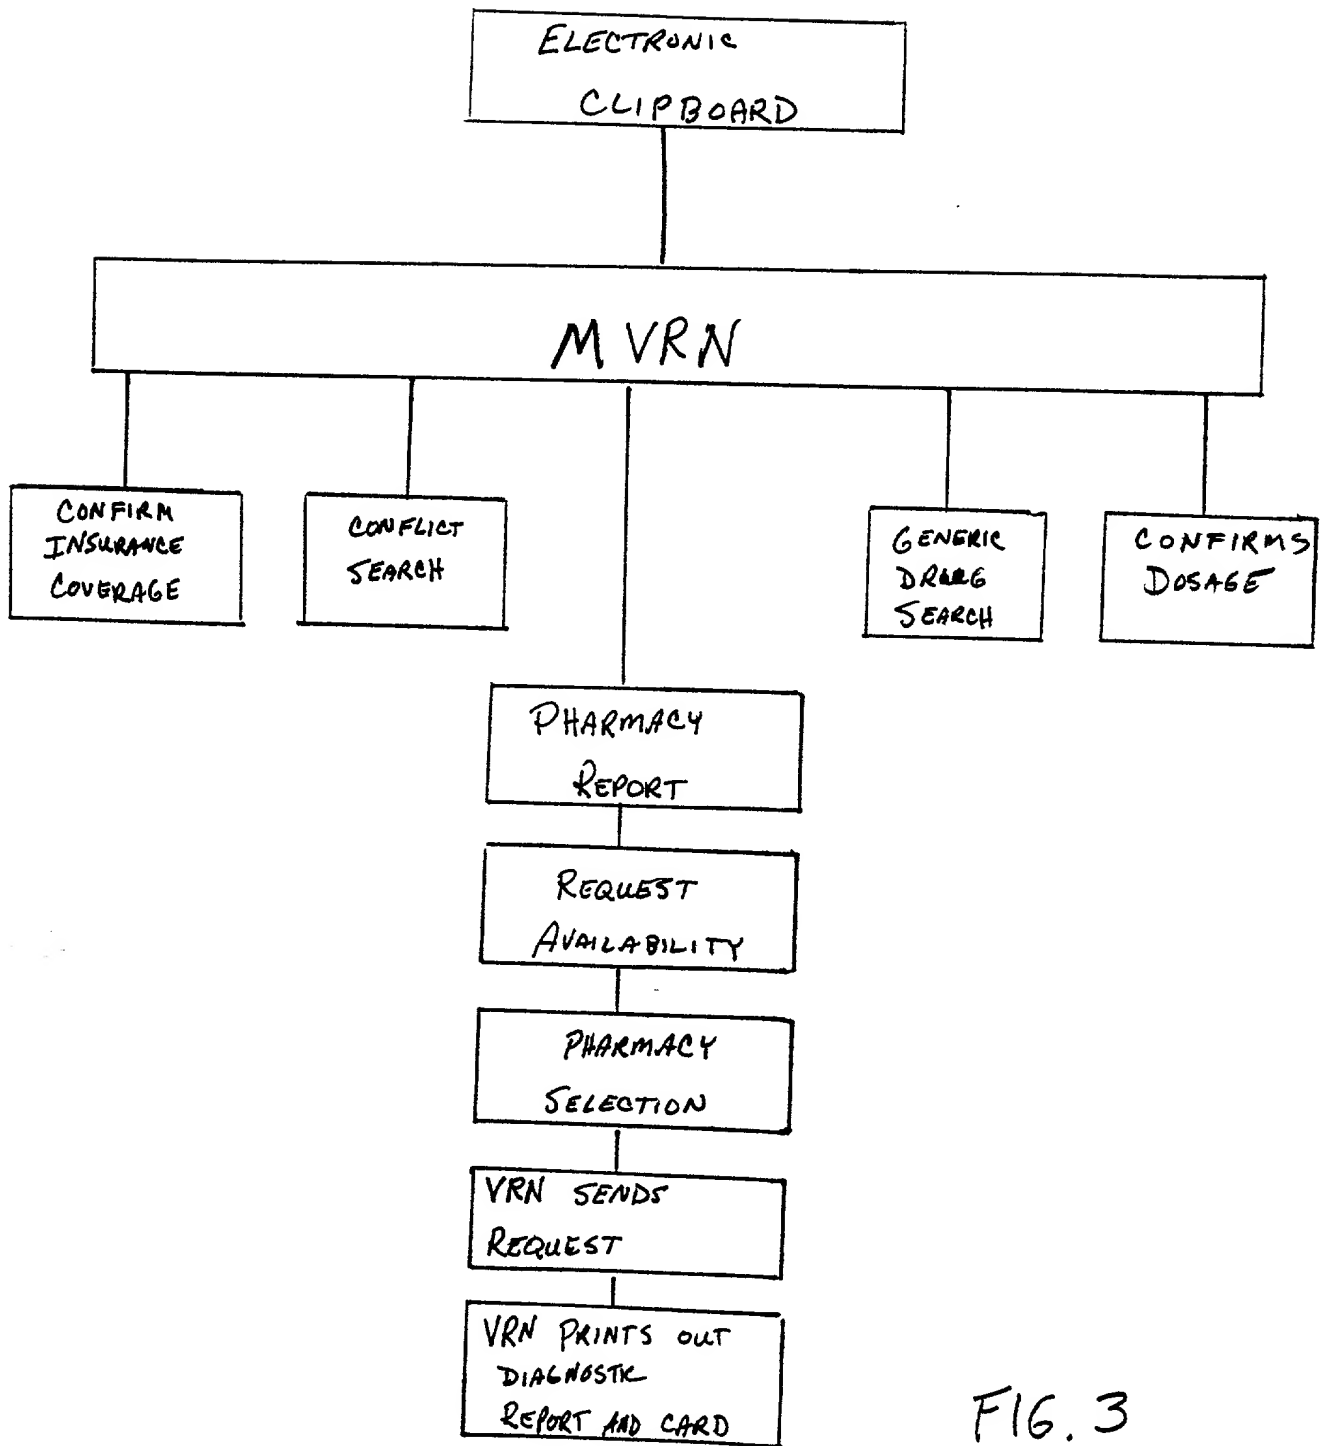 ELECTRONIC
CLIPBOARD
MVRN
CONFIRM
INSURANCE
COVERAGE
CONFLICT
SEARCH
GENERIC
DRUG
SEARCH
CONFIRMS
DOSAGE
PHARMACY
REPORT
REQUEST
AVAILABILITY
PHARMACY
SELECTION
VRN SENDS
REQUEST
VRN PRINTS OUT
DIAGNOSTIC
REPORT AND CARD
FIG. 3